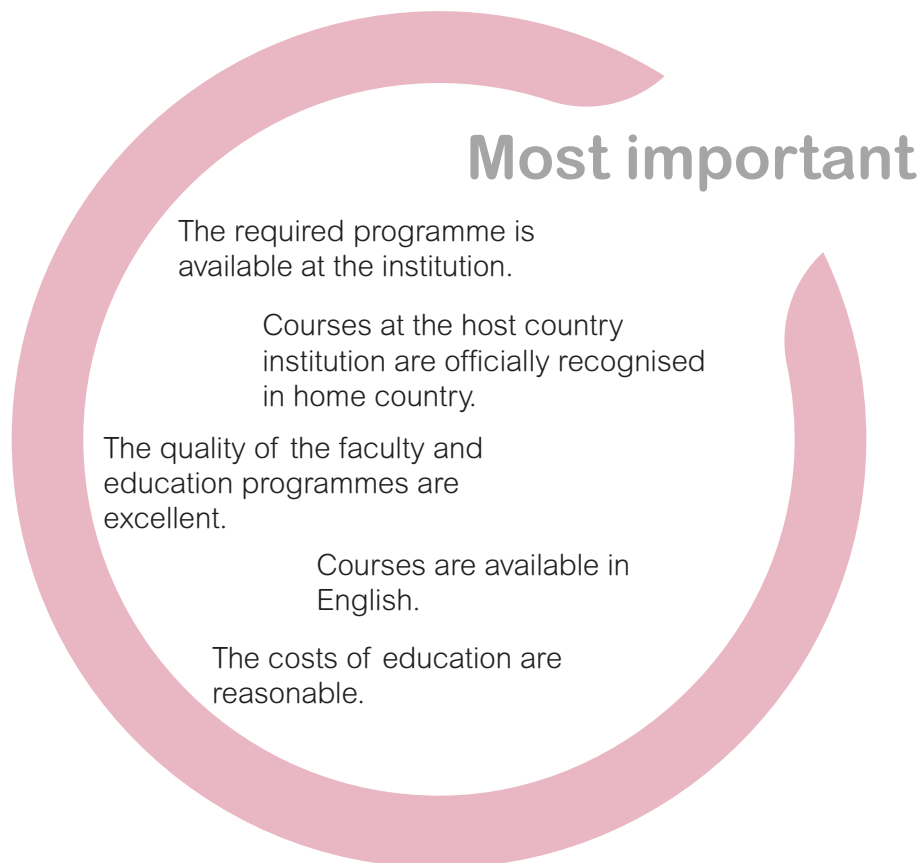 Most important
The required programme is
available at the institution.
Courses at the host country
institution are officially recognised
in home country.
The quality of the faculty and
education programmes are
excellent.
Courses are available in
English.
The costs of education are
reasonable.